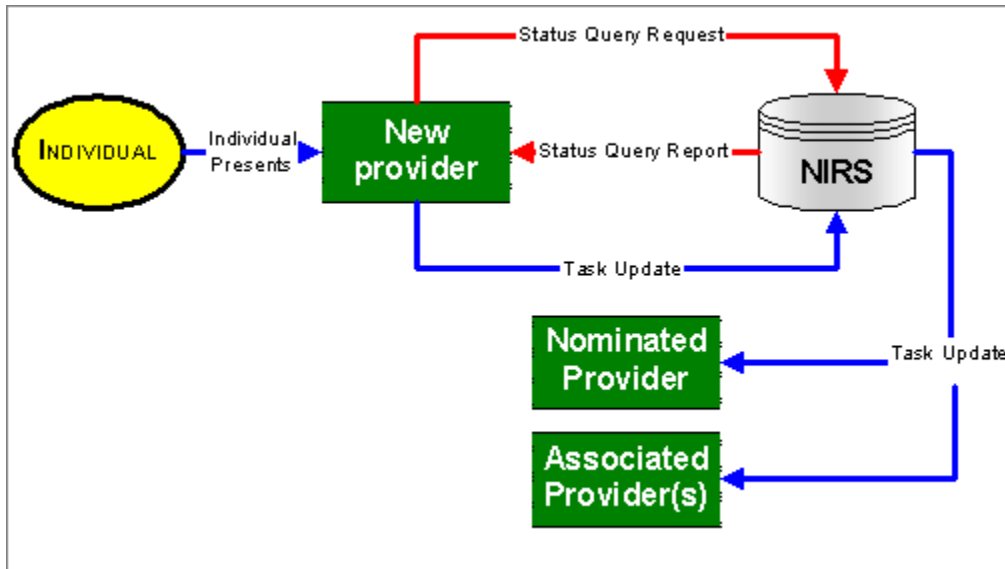 Status Query Request
INDIVIDUAL
Individual
Presents
New
provider
Status Query Report
NIRS
Task Update
Nominated
Provider
Task Update
Associated
Provider(s)